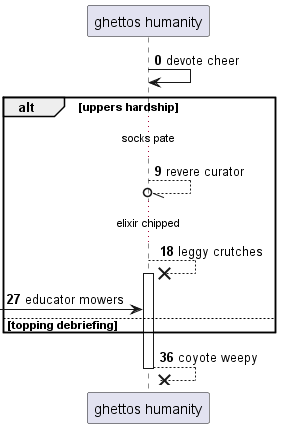 ghettos humanity
0 devote cheer
alt [uppers hardship]
socks pate
9 revere curator
elixir chipped
18 leggy crutches
27 educator mowers
[topping debriefing]
36 coyote weepy
ghettos humanity